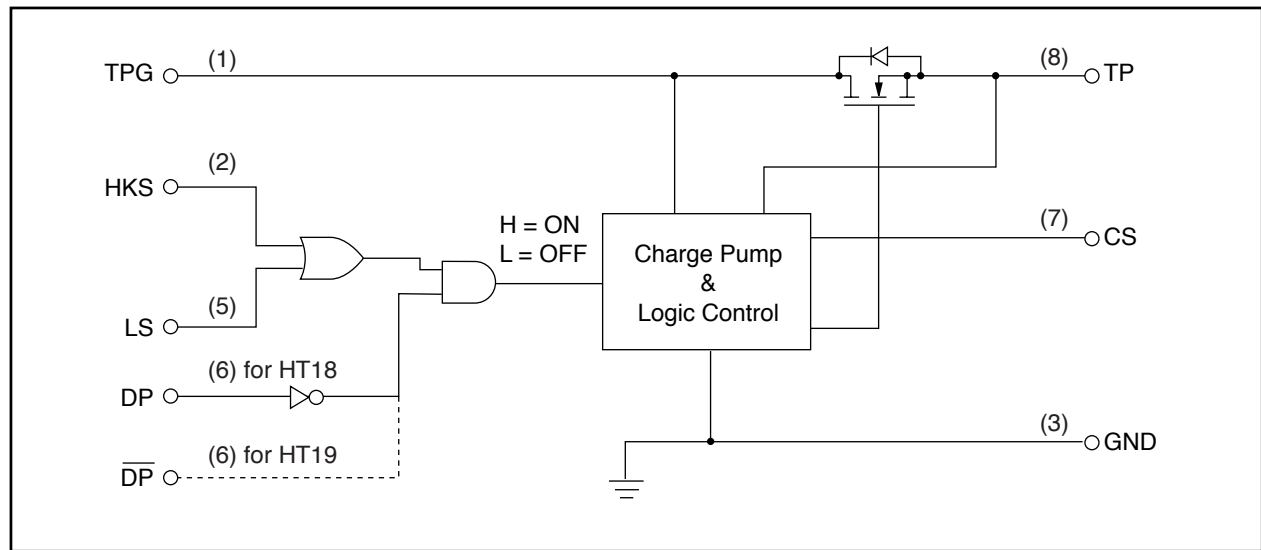 TPG
(1)
(8)
TP
HKS
(2)
H = ON
L = OFF
(7)
CS
Charge Pump
&
Logic Control
LS
(5)
DP
(6) for HT18
DP
(6) for HT19
(3)
GND